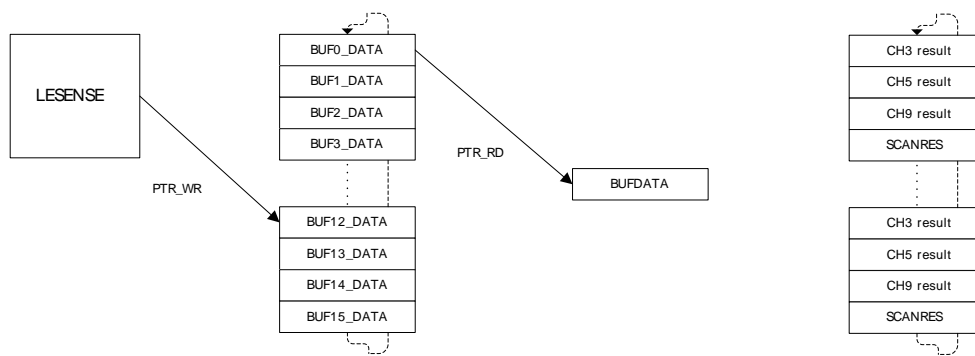 LESENSE
PTR_WR
BUF0_DATA
BUF1_DATA
BUF2_DATA
BUF3_DATA
BUF12_DATA
BUF13_DATA
BUF14_DATA
BUF15_DATA
PTR_RD
BUFDATA
CH3 result
CH5 result
CH9 result
SCANRES
CH3 result
CH5 result
CH9 result
SCANRES